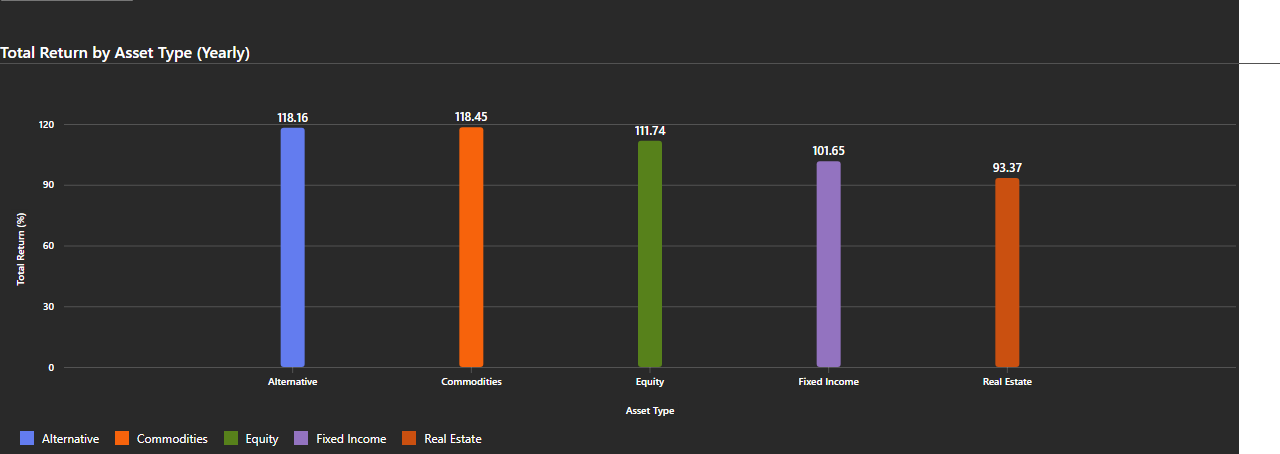 Total Return by Asset Type (Yearly)
120
90
60
30
0
Total Return (%)
118.16
118.45
111.74
101.65
93.37
Alternative
Commodities
Equity
Fixed Income
Real Estate
Asset Type
Alternative
Commodities
Equity
Fixed Income
Real Estate